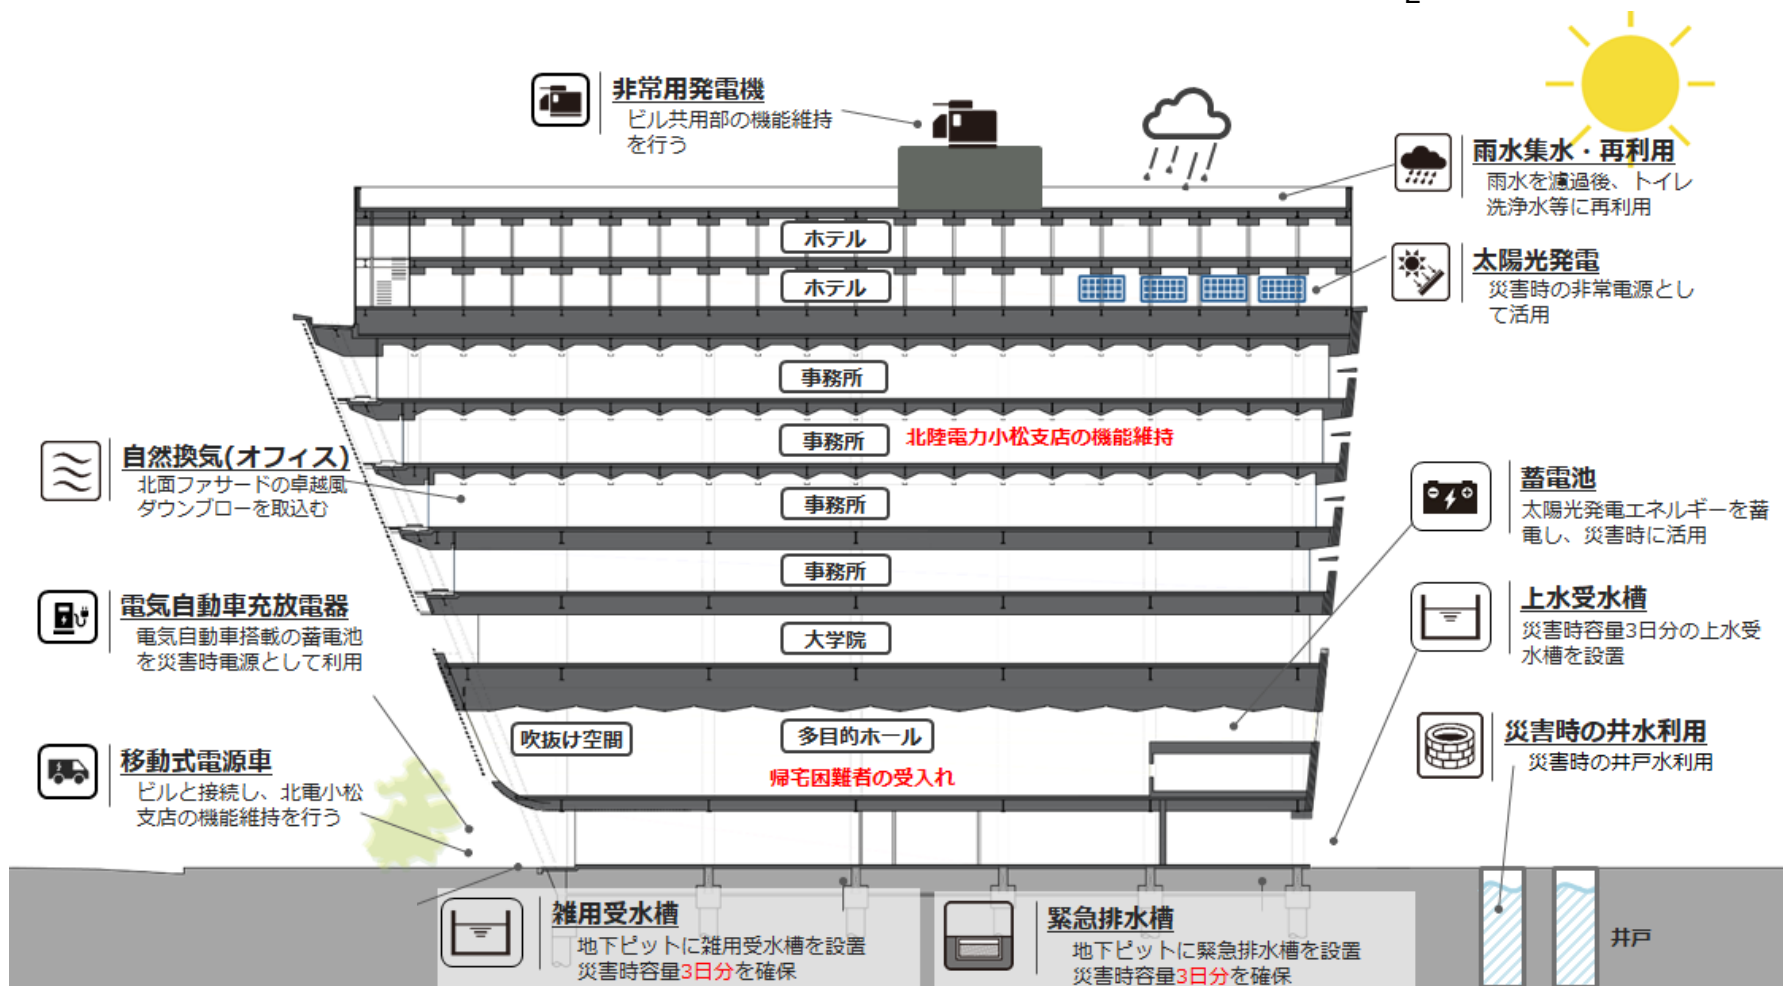 非常用発電機
ビル共用部の機能維持
を行う
雨水集水・再利用
雨水を濾過後、トイレ
洗浄水等に再利用
ホテル
ホテル
太陽光発電
災害時の非常電源とし
て活用
事務所
事務所
北陸電力小松支店の機能維持
自然換気(オフィス)
北面ファサードの卓越風
ダウンブローを取込む
事務所
蓄電池
太陽光発電エネルギーを蓄
電し、災害時に活用
事務所
電気自動車充放電器
電気自動車搭載の蓄電池
を災害時電源として利用
大学院
上水受水槽
災害時容量3日分の上水受
水槽を設置
吹抜け空間
多目的ホール
帰宅困難者の受入れ
災害時の井水利用
災害時の井戸水利用
移動式電源車
ビルと接続し、北電小松
支店の機能維持を行う
雑用受水槽
地下ピットに雑用受水槽を設置
災害時容量3日分を確保
緊急排水槽
地下ピットに緊急排水槽を設置
災害時容量3日分を確保
井戸